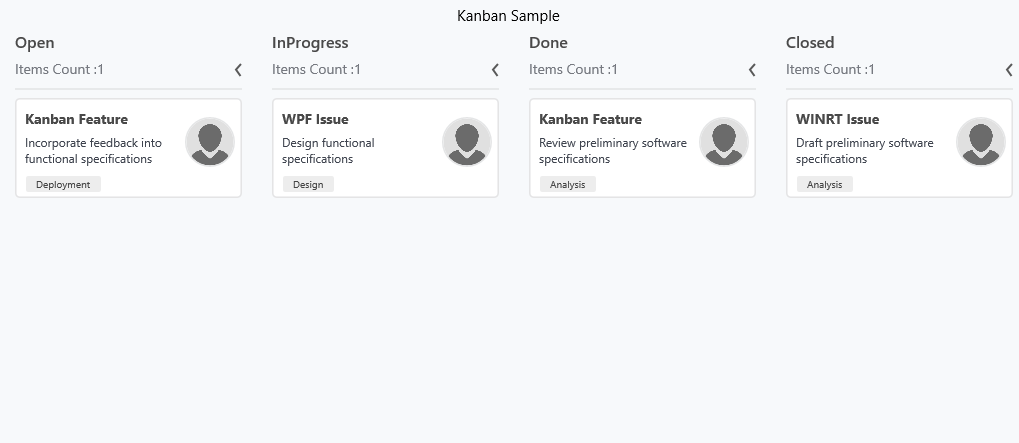 Kanban Sample
Open
Items Count :1
Kanban Feature
Incorporate feedback into
functional specifications
Deployment
InProgress
Items Count :1
WPF Issue
Design functional
specifications
Design
Done
Items Count :1
Kanban Feature
Review preliminary software
specifications
Analysis
Closed
Items Count :1
WINRT Issue
Draft preliminary software
specifications
Analysis